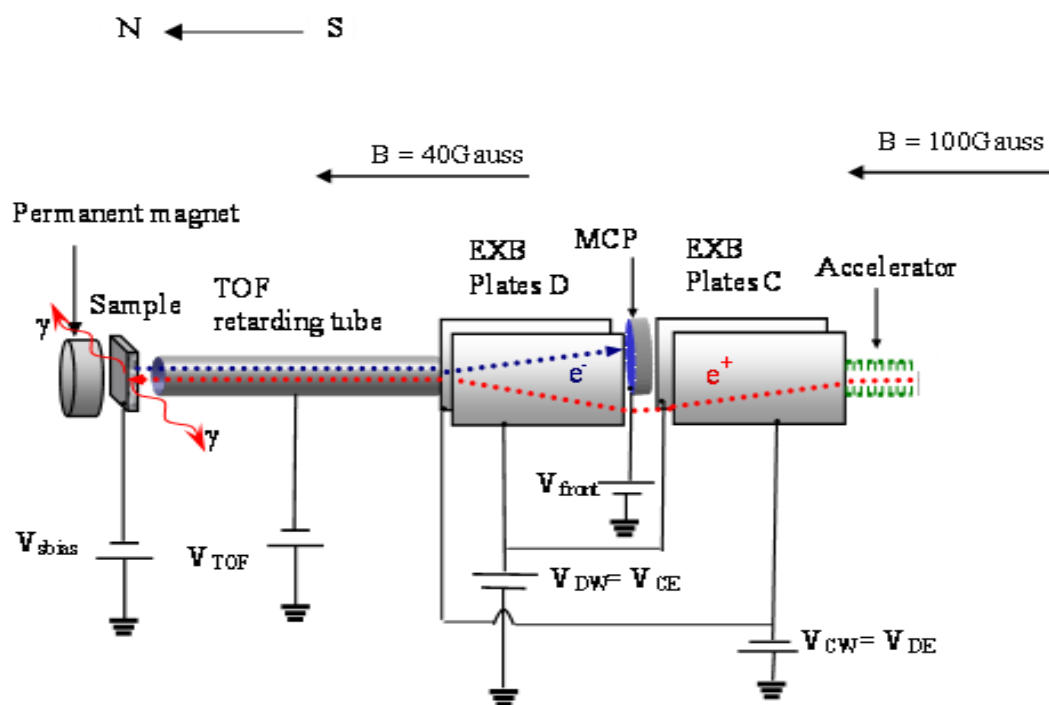 N S
B = 40Gauss
B = 100Gauss
Permanent magnet
Sample
γ
γ
TOF
retarding tube
EXB
Plates D
MCP
EXB
Plates C
Accelerator
e-
e+
Vsbias
VTOF
Vfront
VDW= VCE
VCW= VDE